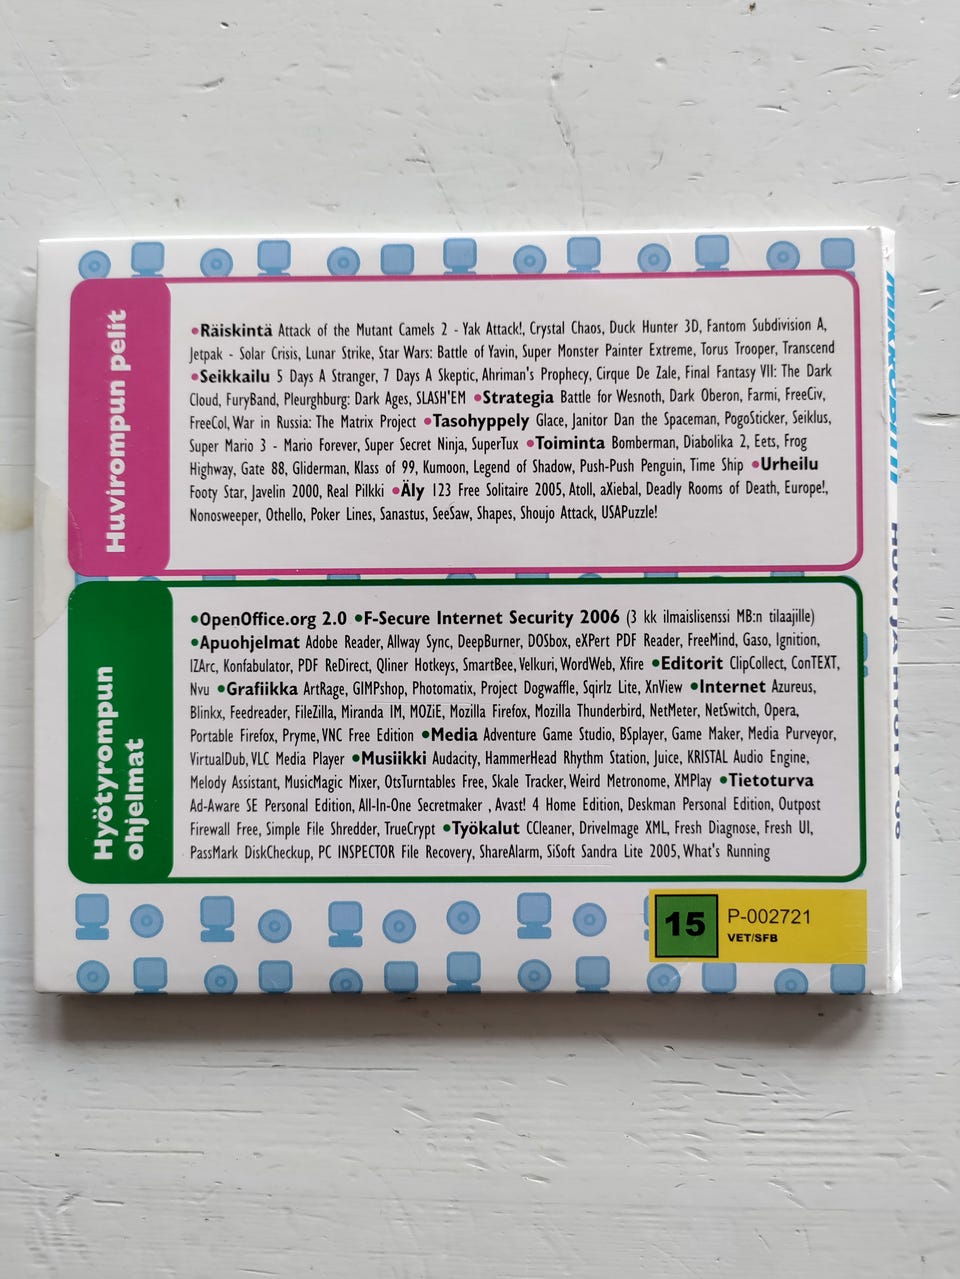 Huvirompun pelit
•Räiskintä Attack of the Mutant Camels 2 - Yak Attack!, Crystal Chaos, Duck Hunter 3D, Fantom Subdivision A,
Jetpak - Solar Crisis, Lunar Strike, Star Wars: Battle of Yavin, Super Monster Painter Extreme, Torus Trooper, Transcend
•Seikkailu 5 Days A Stranger, 7 Days A Skeptic, Ahriman's Prophecy, Cirque De Zale, Final Fantasy VII: The Dark
Cloud, FuryBand, Pleurghburg: Dark Ages, SLASH'EM •Strategia Battle for Wesnoth, Dark Oberon, Farmi, FreeCiv,
FreeCol, War in Russia: The Matrix Project •Tasohyppely Glace, Janitor Dan the Spaceman, PogoSticker, Seiklus,
Super Mario 3 - Mario Forever, Super Secret Ninja, SuperTux •Toiminta Bomberman, Diabolika 2, Eets, Frog
Highway, Gate 88, Gliderman, Klass of 99, Kumoon, Legend of Shadow, Push-Push Penguin, Time Ship •Urheilu
Footy Star, Javelin 2000, Real Pilkki •Äly 123 Free Solitaire 2005, Atoll, aXiebal, Deadly Rooms of Death, Europe!,
Nonosweeper, Othello, Poker Lines, Sanastus, SeeSaw, Shapes, Shoujo Attack, USAPuzzle!
Hyötyrompun
ohjelmat
•OpenOffice.org 2.0 •F-Secure Internet Security 2006 (3 kk ilmaislisenssi MB:n tilaajille)
•Apuohjelmat Adobe Reader, Allway Sync, DeepBurner, DOSbox, eXPert PDF Reader, FreeMind, Gaso, Ignition,
IZArc, Konfabulator, PDF ReDirect, Qliner Hotkeys, SmartBee, Velkuri, WordWeb, Xfire •Editorit ClipCollect, ConTEXT,
Nvu •Grafiikka ArtRage, GIMPshop, Photomatix, Project Dogwaffle, Sqirlz Lite, XnView •Internet Azureus,
Blinkx, Feedreader, FileZilla, Miranda IM, MOZiE, Mozilla Firefox, Mozilla Thunderbird, NetMeter, NetSwitch, Opera,
Portable Firefox, Pryme, VNC Free Edition •Media Adventure Game Studio, BSplayer, Game Maker, Media Purveyor,
VirtualDub, VLC Media Player •Musiikki Audacity, HammerHead Rhythm Station, Juice, KRISTAL Audio Engine,
Melody Assistant, MusicMagic Mixer, OtsTurntables Free, Skale Tracker, Weird Metronome, XMPlay •Tietoturva
Ad-Aware SE Personal Edition, All-In-One Secretmaker , Avast! 4 Home Edition, Deskman Personal Edition, Outpost
Firewall Free, Simple File Shredder, TrueCrypt •Työkalut CCleaner, DriveImage XML, Fresh Diagnose, Fresh UI,
PassMark DiskCheckup, PC INSPECTOR File Recovery, ShareAlarm, SiSoft Sandra Lite 2005, What's Running
15
P-002721
VET/SFB
MikroBitti